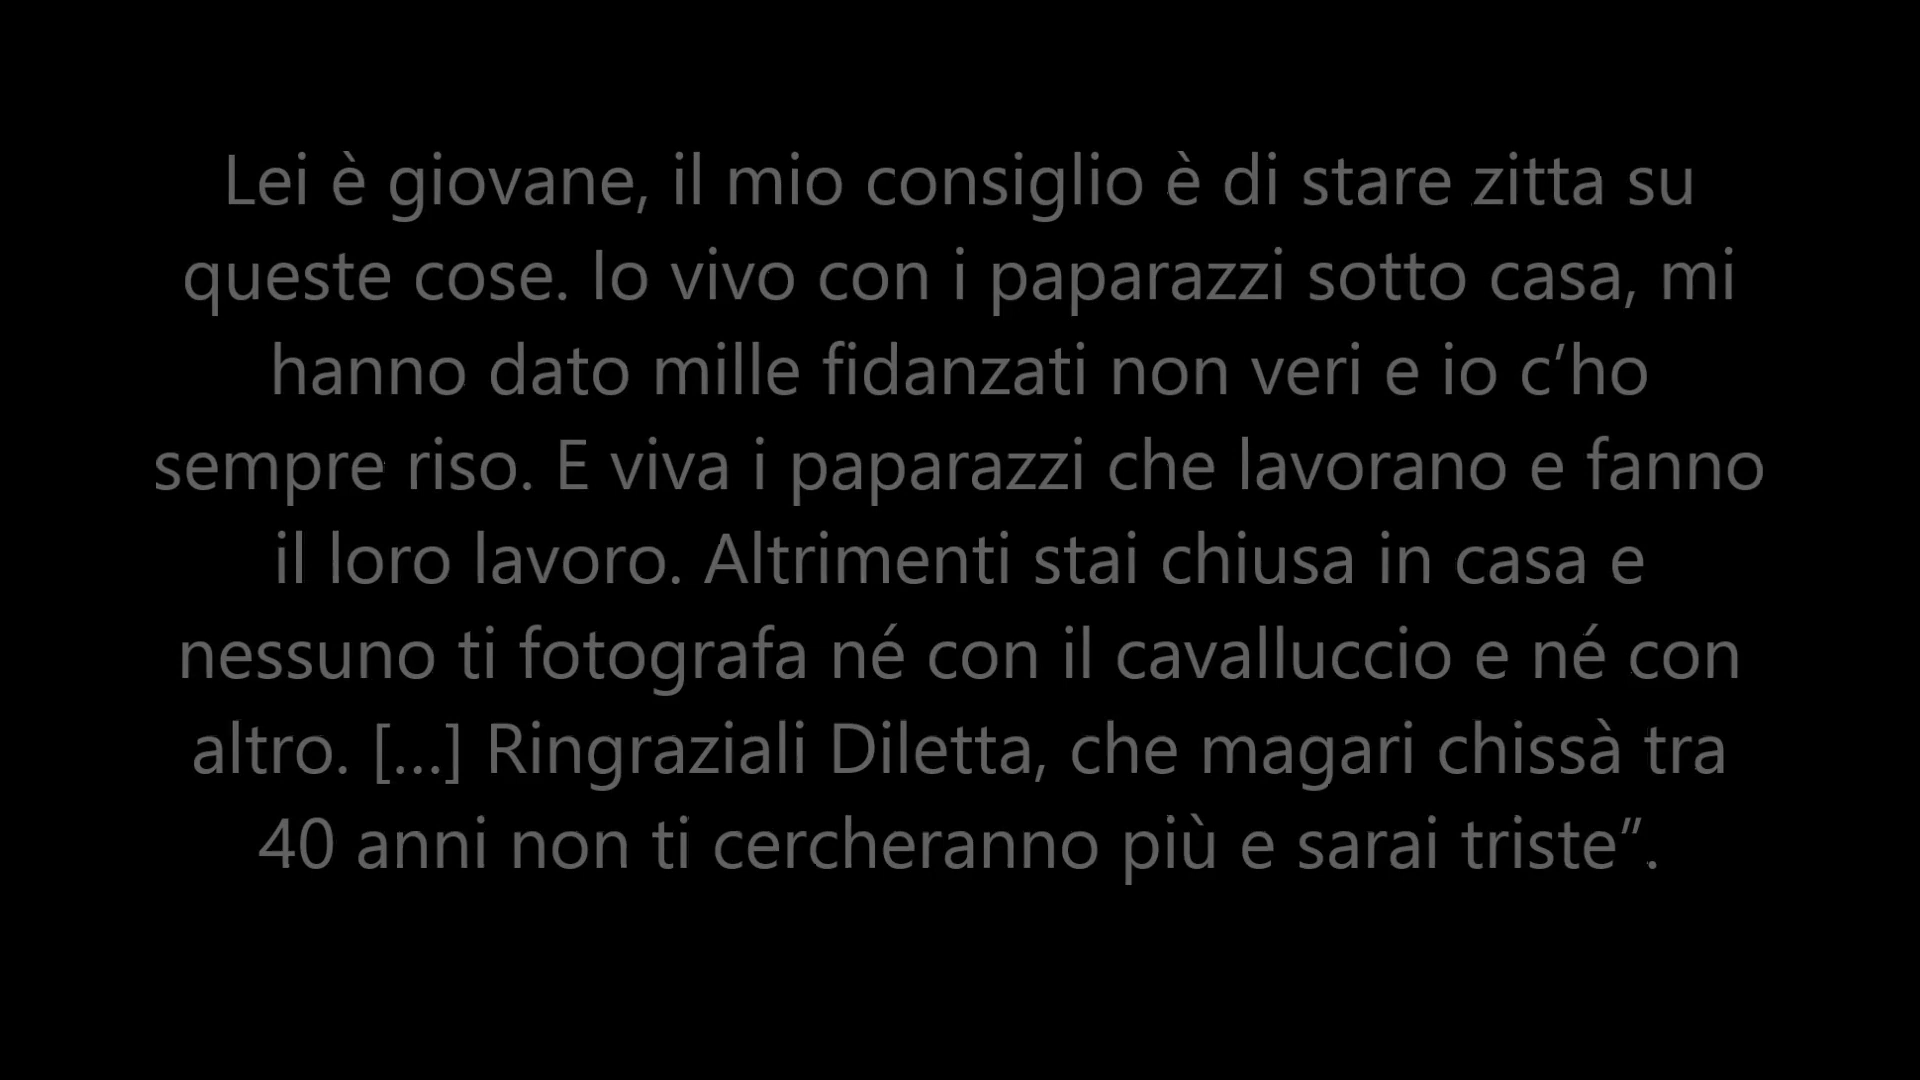 Lei è giovane, il mio consiglio è di stare zitta su
queste cose. Io vivo con i paparazzi sotto casa, mi
hanno dato mille fidanzati non veri e io c’ho
sempre riso. E viva i paparazzi che lavorano e fanno
il loro lavoro. Altrimenti stai chiusa in casa e
nessuno ti fotografa né con il cavalluccio e né con
altro. […] Ringraziali Diletta, che magari chissà tra
40 anni non ti cercheranno più e sarai triste”.